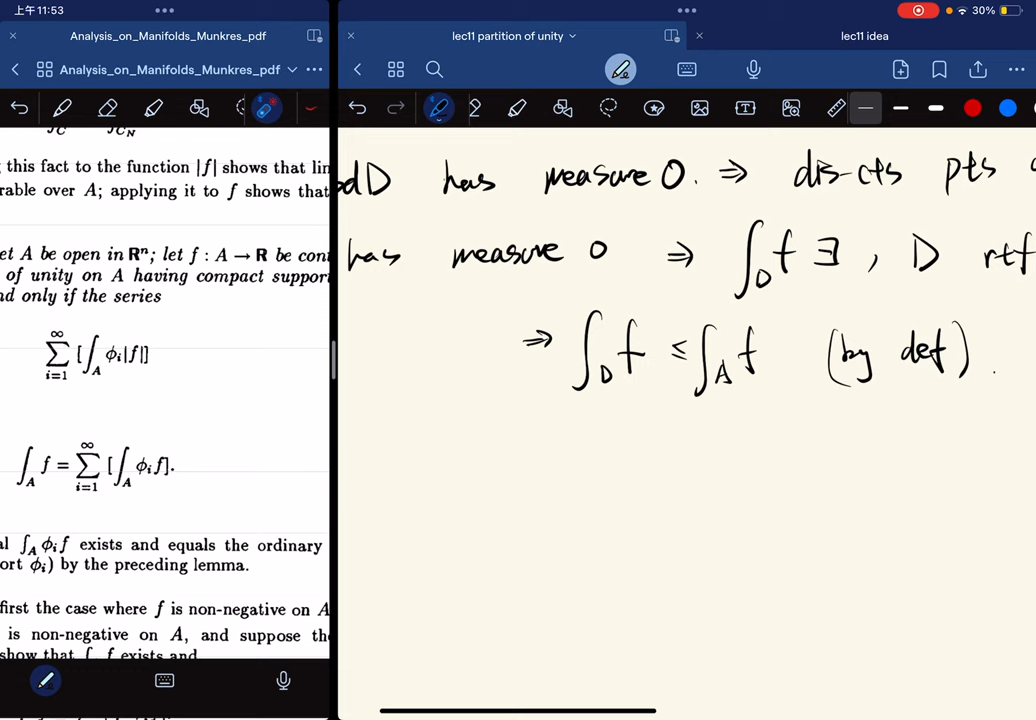 上午11:53
30%
Analysis_on_Manifolds_Munkres_pdf
Analysis_on_Manifolds_Munkres_pdf
∫C ∫C_N
this fact to the function |f| shows that lin
rable over A; applying it to f shows that
et A be open in Rⁿ; let f : A → R be con
of unity on A having compact support
nd only if the series
∑_{i=1}^{∞} [∫_A ϕ_i|f|]
∫_A f = ∑_{i=1}^{∞} [∫_A ϕ_i f].
al ∫_A ϕ_i f exists and equals the ordinary
ort ϕ_i) by the preceding lemma.
first the case where f is non-negative on A
is non-negative on A, and suppose the
show that ∫ f exists and
lec11 partition of unity
lec11 idea
bdD has measure 0. ⇒ dis-cts pts
has measure 0 ⇒ ∫_D f ∃, D rtf
⇒ ∫_D f ≤ ∫_A f (by def).